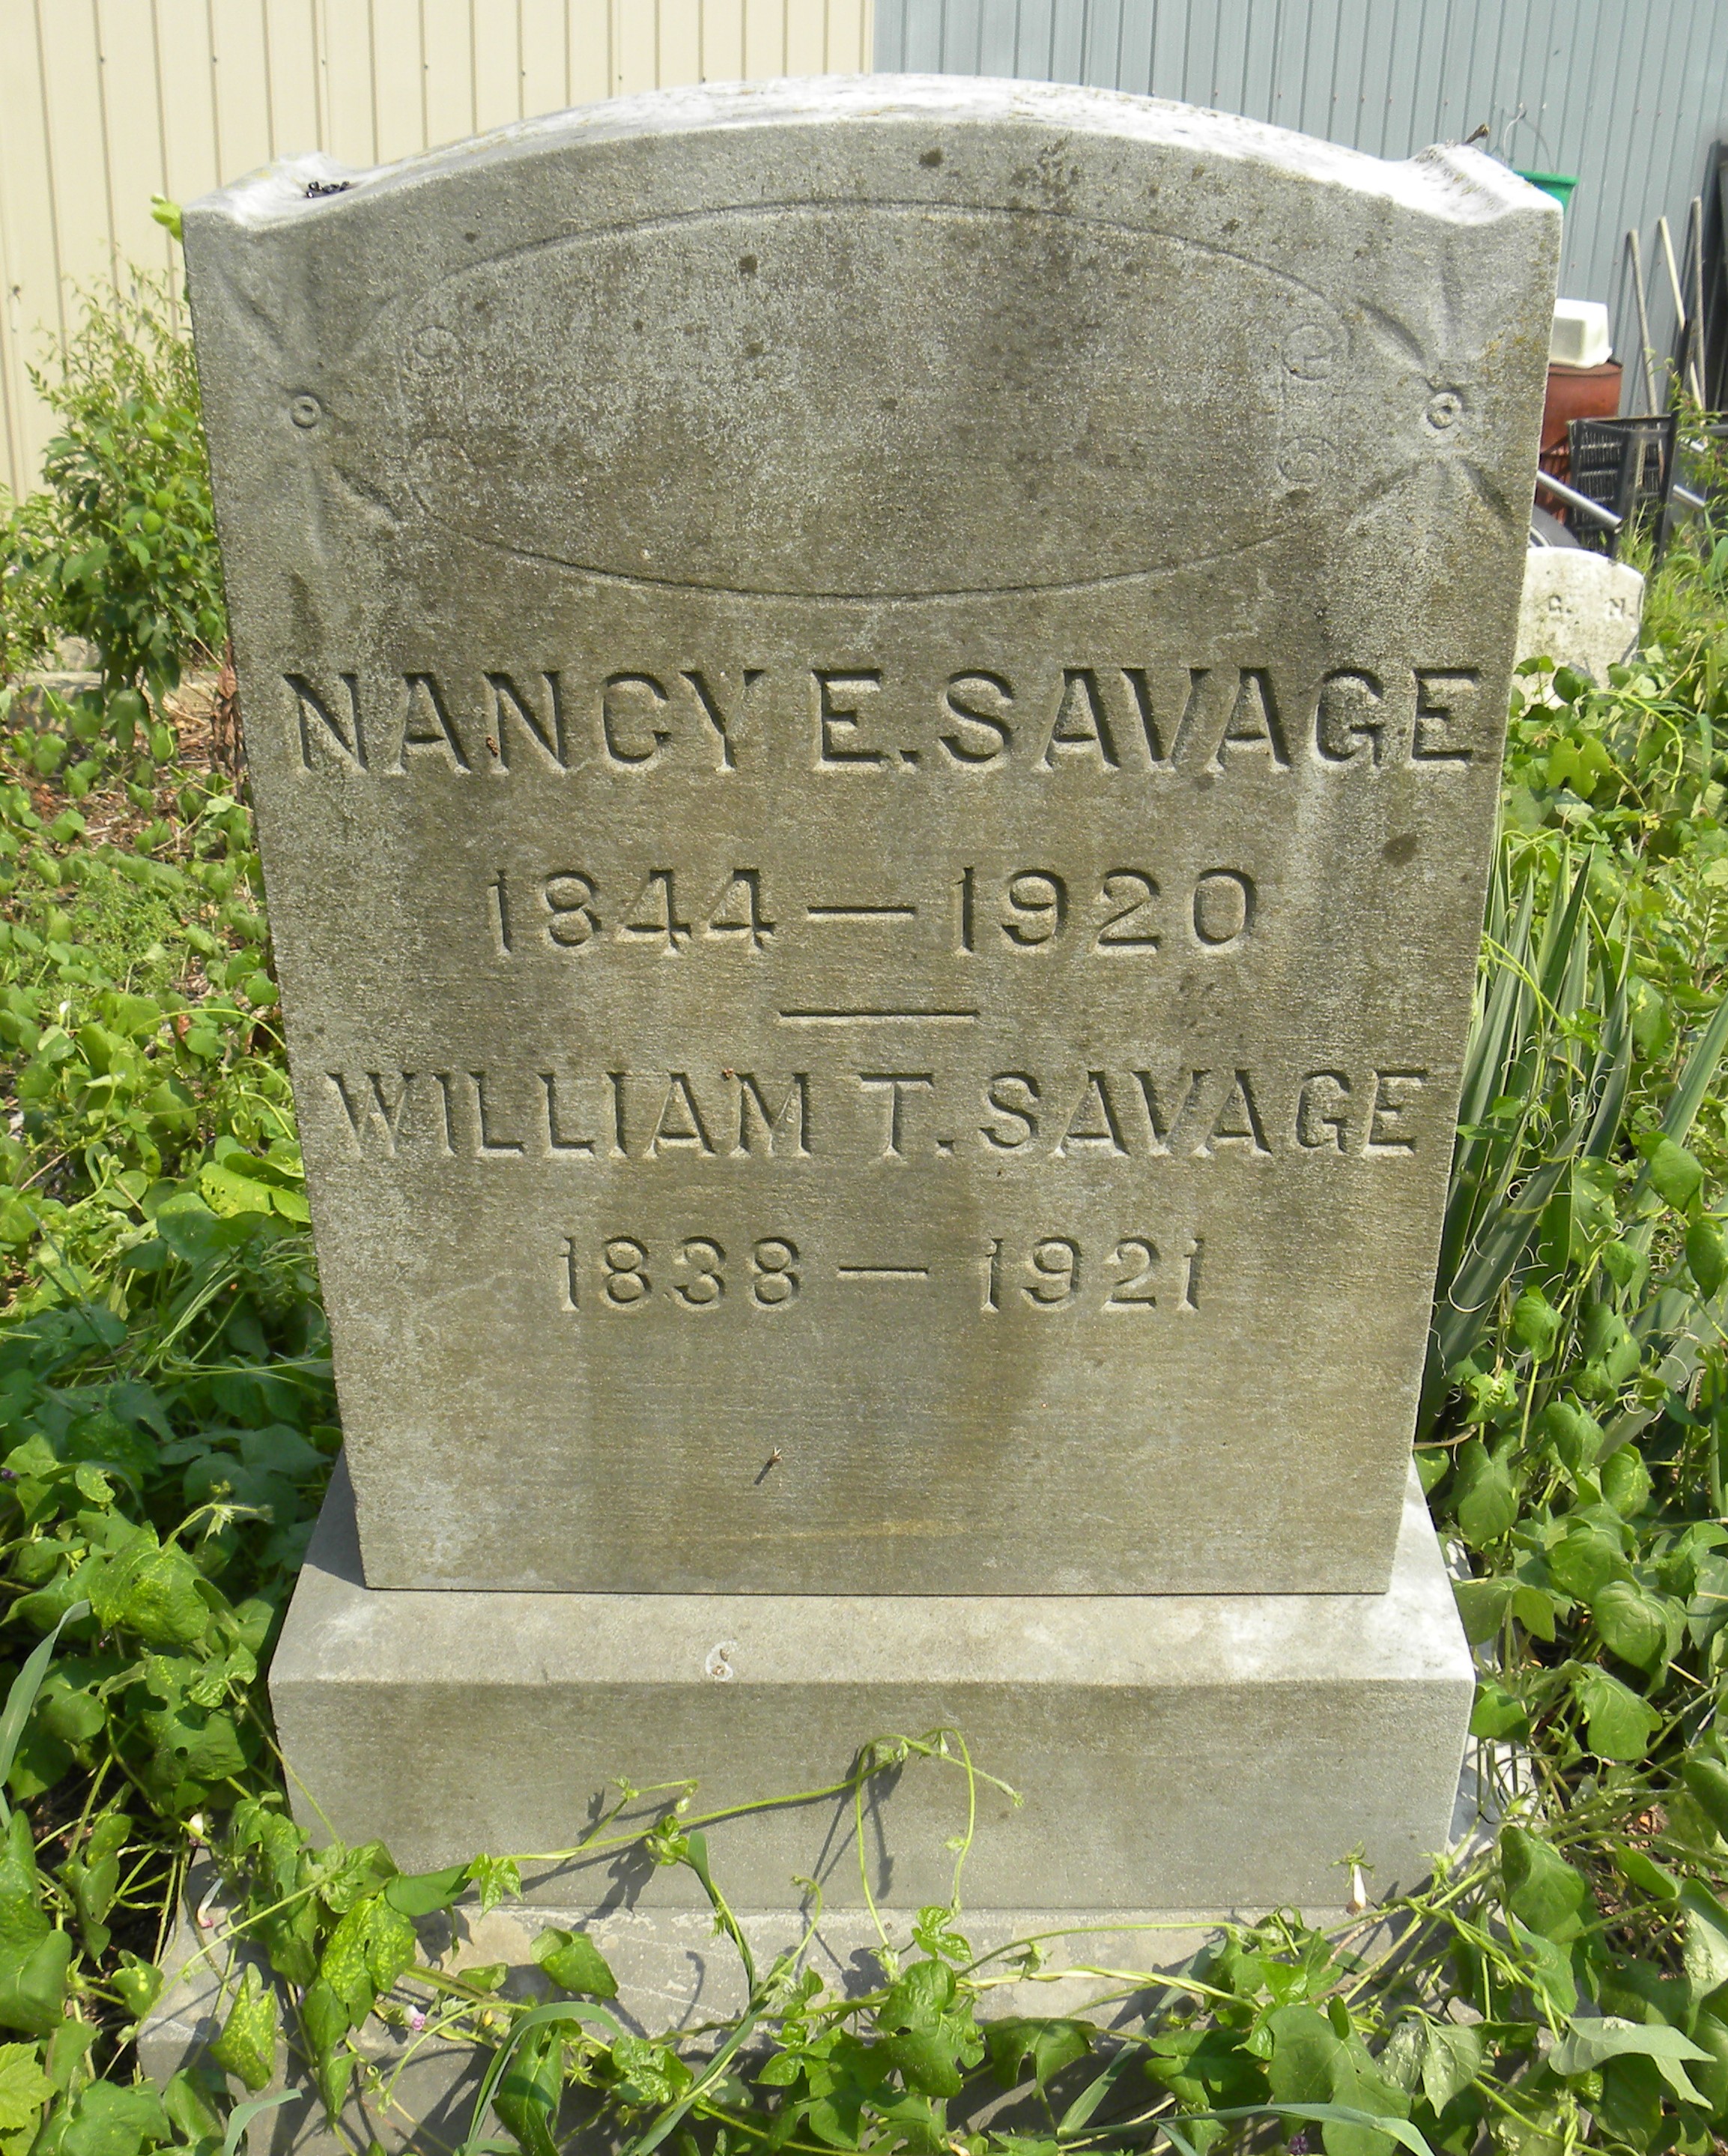 NANCY E. SAVAGE
1844 — 1920
WILLIAM T. SAVAGE
1838 — 1921